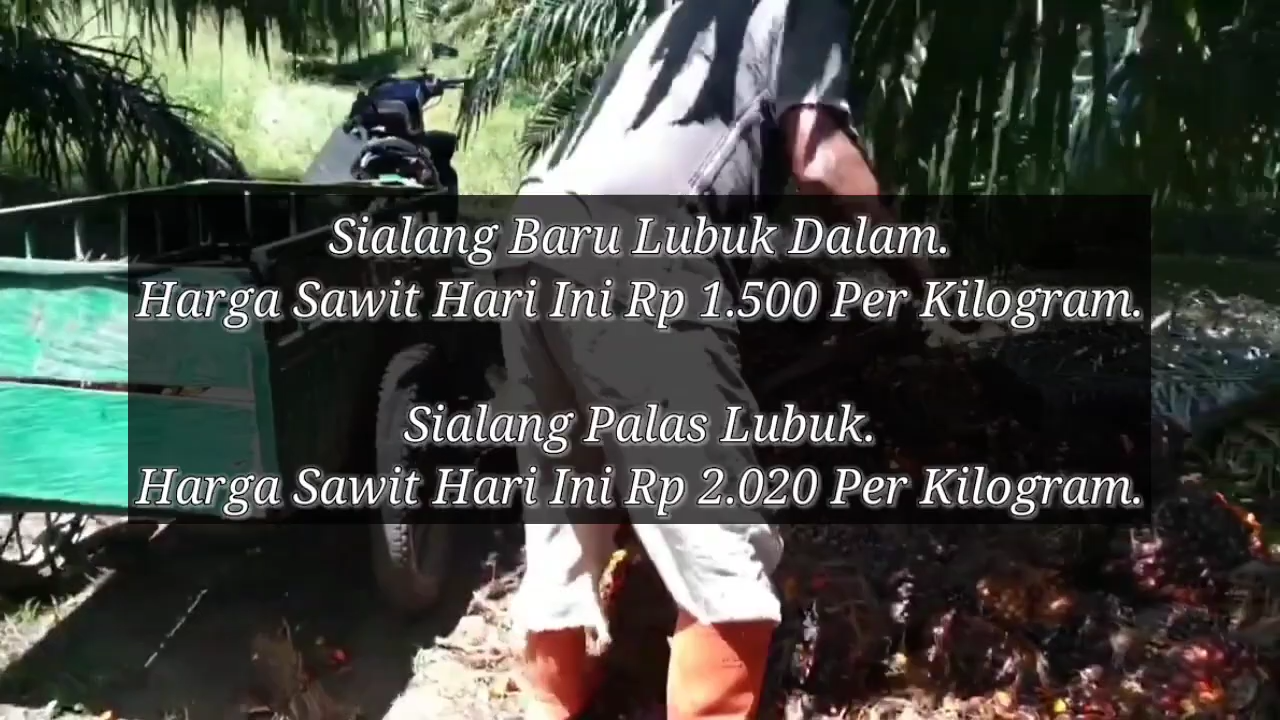 Sialang Baru Lubuk Dalam.
Harga Sawit Hari Ini Rp 1.500 Per Kilogram.
Sialang Palas Lubuk.
Harga Sawit Hari Ini Rp 2.020 Per Kilogram.